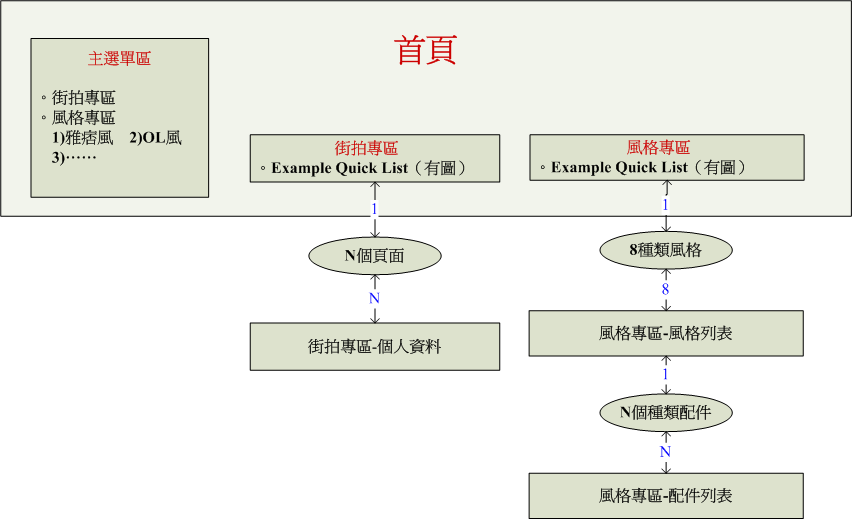 首頁
主選單區
。街拍專區
。風格專區
1)雅痞風 2)OL風
3)……
街拍專區
。Example Quick List（有圖）
風格專區
。Example Quick List（有圖）
1
1
N個頁面
8種類風格
N
8
街拍專區-個人資料
風格專區-風格列表
1
N個種類配件
N
風格專區-配件列表